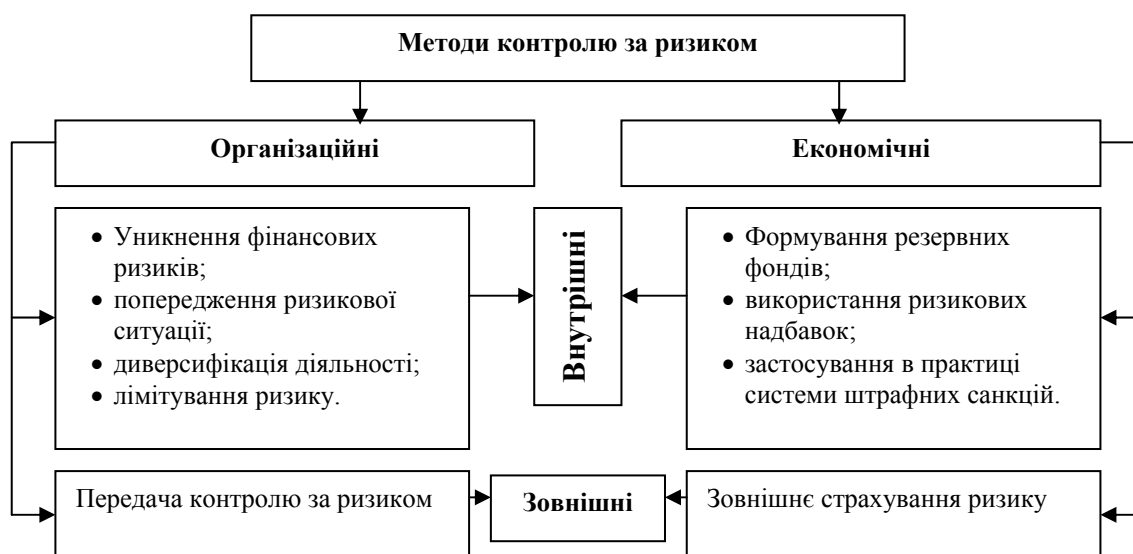 Методи контролю за ризиком
Організаційні
Економічні
• Уникнення фінансових
ризиків;
• попередження ризикової
ситуації;
• диверсифікація діяльності;
• лімітування ризику.
Внутрішні
• Формування резервних
фондів;
• використання ризикових
надбавок;
• застосування в практиці
системи штрафних санкцій.
Передача контролю за ризиком
Зовнішні
Зовнішнє страхування ризику